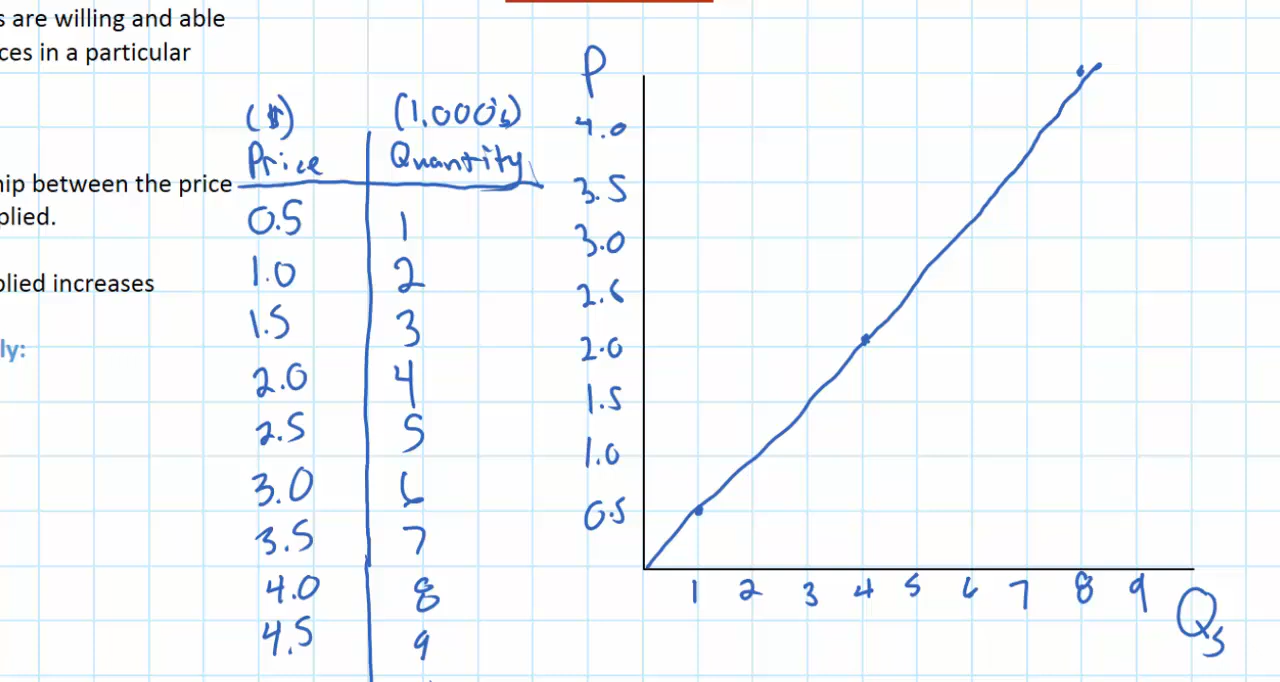 s are willing and able
ces in a particular
hip between the price
plied.
plied increases
ly:
($) (1,000's)
Price Quantity
0.5 1
1.0 2
1.5 3
2.0 4
2.5 5
3.0 6
3.5 7
4.0 8
4.5 9
P
4.0
3.5
3.0
2.6
2.0
1.5
1.0
0.5
1 2 3 4 5 6 7 8 9
Qs